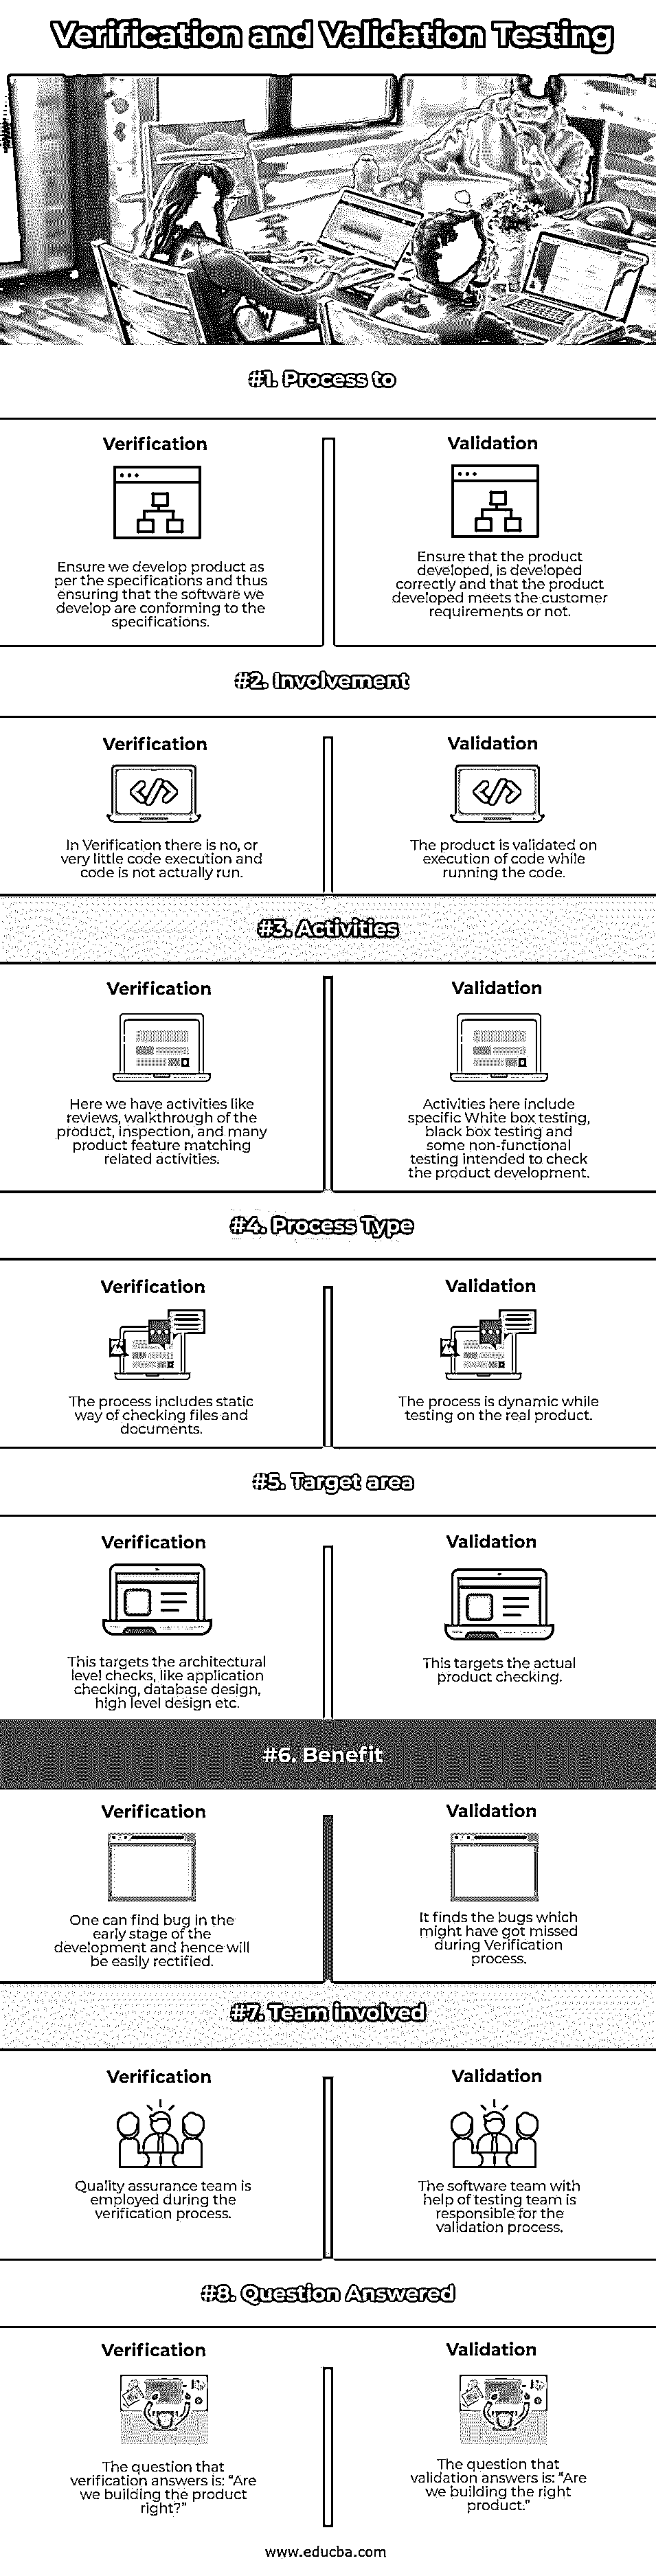 Verification and Validation Testing
#1. Process to
Verification
Ensure we develop product as
per the specifications and thus
ensuring that the software we
develop are conforming to the
specifications.
Validation
Ensure that the product
developed, is developed
correctly and that the product
developed meets the customer
requirements or not.
#2. Involvement
Verification
In Verification there is no, or
very little code execution and
code is not actually run.
Validation
The product is validated on
execution of code while
running the code.
#3. Activities
Verification
Here we have activities like
reviews, walkthrough of the
product, inspection, and many
product feature matching
related activities.
Validation
Activities here include
specific White box testing,
black box testing and
some non-functional
testing intended to check
the product development.
#4. Process Type
Verification
The process includes static
way of checking files and
documents.
Validation
The process is dynamic while
testing on the real product.
#5. Target area
Verification
This targets the architectural
level checks, like application
checking, database design,
high level design etc.
Validation
This targets the actual
product checking.
#6. Benefit
Verification
One can find bug in the
early stage of the
development and hence will
be easily rectified.
Validation
It finds the bugs which
might have got missed
during Verification
process.
#7. Team involved
Verification
Quality assurance team is
employed during the
verification process.
Validation
The software team with
help of testing team is
responsible for the
validation process.
#8. Question Answered
Verification
The question that
verification answers is: “Are
we building the product
right?”
Validation
The question that
validation answers is: “Are
we building the right
product.”
www.educba.com